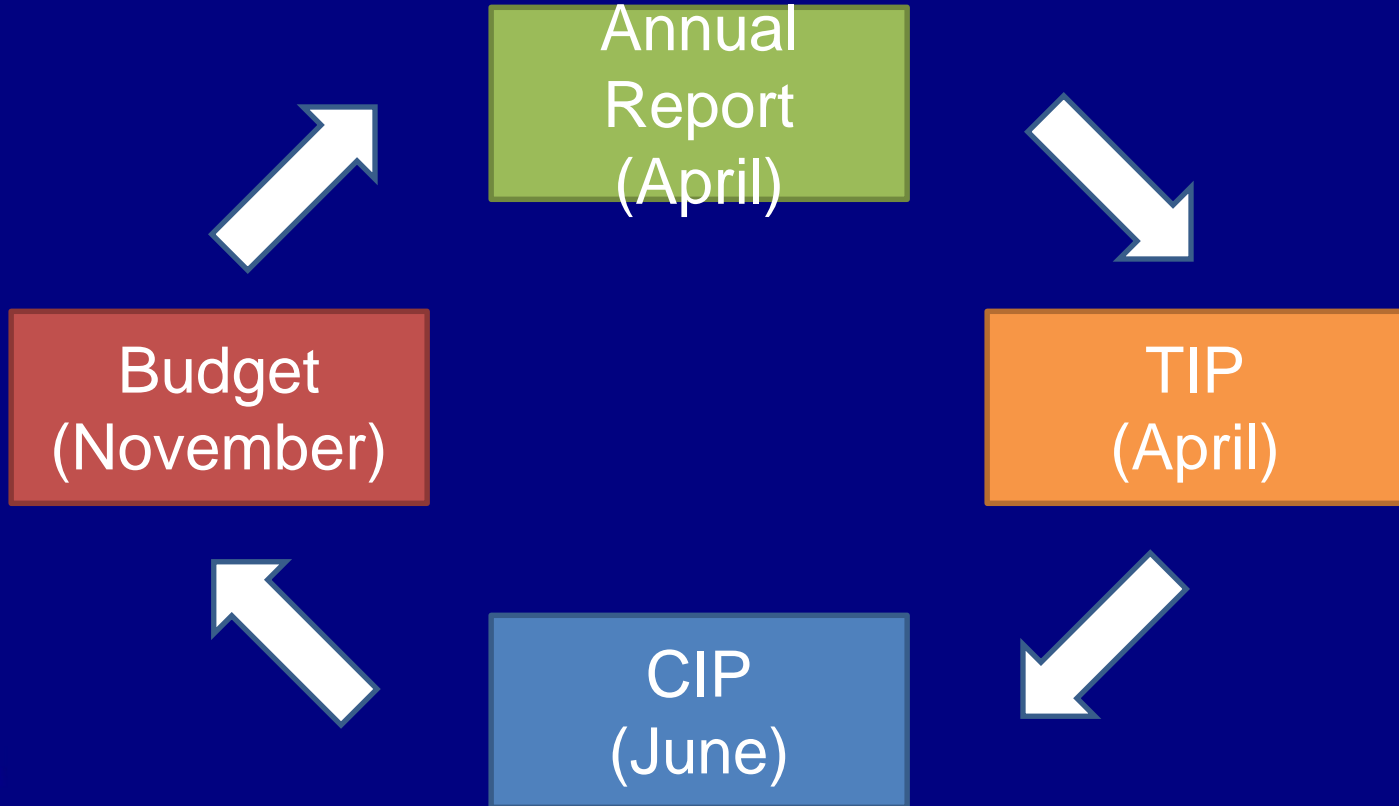 Annual
Report
(April)
Budget
(November)
TIP
(April)
CIP
(June)